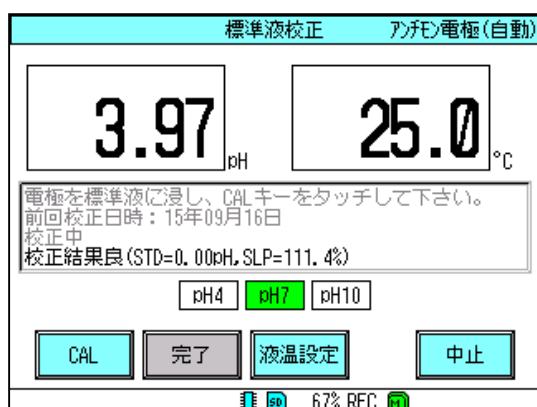 標準液校正 ｱﾝﾁﾓﾝ電極(自動)
3.97 pH 25.0 °C
電極を標準液に浸し、CALキーをタッチして下さい。
前回校正日時：15年09月16日
校正中
校正結果良(STD=0.00pH,SLP=111.4%)
pH4 pH7 pH10
CAL 完了 液温設定 中止
SD 67% REC M